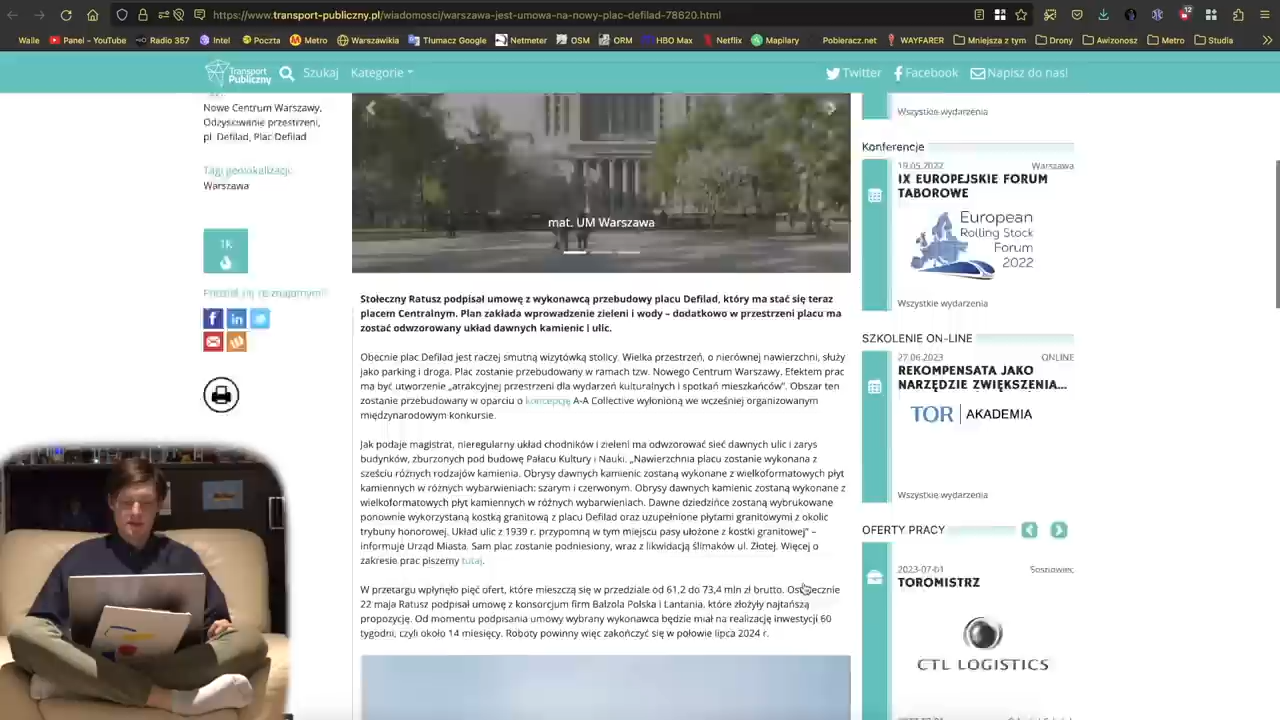 https://www.transport-publiczny.pl/wiadomosci/warszawa-jest-umowa-na-nowy-plac-defilad-78620.html
12
Walle
Panel - YouTube
Radio 357
Intel
Poczta
Metro
Warszawikia
Tłumacz Google
Netmeter
OSM
ORM
HBO Max
Netflix
Mapilary
Pobieracz.net
WAYFARER
Mniejsza z tym
Drony
Awizonosz
Metro
Studia
Transport Publiczny
Szukaj
Kategorie
Twitter
Facebook
Napisz do nas!
Nowe Centrum Warszawy,
Odzyskiwanie przestrzeni,
pl. Defilad, Plac Defilad
Tagi geolokalizacji:
Warszawa
1K
Podziel się ze znajomymi:
mat. UM Warszawa
Stołeczny Ratusz podpisał umowę z wykonawcą przebudowy placu Defilad, który ma stać się teraz
placem Centralnym. Plan zakłada wprowadzenie zieleni i wody – dodatkowo w przestrzeni placu ma
zostać odwzorowany układ dawnych kamienic i ulic.
Obecnie plac Defilad jest raczej smutną wizytówką stolicy. Wielka przestrzeń, o nierównej nawierzchni, służy
jako parking i droga. Plac zostanie przebudowany w ramach tzw. Nowego Centrum Warszawy. Efektem prac
ma być utworzenie „atrakcyjnej przestrzeni dla wydarzeń kulturalnych i spotkań mieszkańców”. Obszar ten
zostanie przebudowany w oparciu o koncepcję A-A Collective wyłonioną we wcześniej organizowanym
międzynarodowym konkursie.
Jak podaje magistrat, nieregularny układ chodników i zieleni ma odwzorować sieć dawnych ulic i zarys
budynków, zburzonych pod budowę Pałacu Kultury i Nauki. „Nawierzchnia placu zostanie wykonana z
sześciu różnych rodzajów kamienia. Obrysy dawnych kamienic zostaną wykonane z wielkoformatowych płyt
kamiennych w różnych wybarwieniach: szarym i czerwonym. Obrysy dawnych kamienic zostaną wykonane z
wielkoformatowych płyt kamiennych w różnych wybarwieniach. Dawne dziedzińce zostaną wybrukowane
ponownie wykorzystaną kostką granitową z placu Defilad oraz uzupełnione płytami granitowymi z okolic
trybuny honorowej. Układ ulic z 1939 r. przypomną w tym miejscu pasy ułożone z kostki granitowej” –
informuje Urząd Miasta. Sam plac zostanie podniesiony, wraz z likwidacją ślimaków ul. Złotej. Więcej o
zakresie prac piszemy tutaj.
W przetargu wpłynęło pięć ofert, które mieszczą się w przedziale od 61,2 do 73,4 mln zł brutto. Ostatecznie
22 maja Ratusz podpisał umowę z konsorcjum firm Balzola Polska i Lantania, które złożyły najtańszą
propozycję. Od momentu podpisania umowy wybrany wykonawca będzie miał na realizację inwestycji 60
tygodni, czyli około 14 miesięcy. Roboty powinny więc zakończyć się w połowie lipca 2024 r.
Wszystkie wydarzenia
Konferencje
19.05.2022 Warszawa
IX EUROPEJSKIE FORUM
TABOROWE
European
Rolling Stock
Forum
2022
Wszystkie wydarzenia
SZKOLENIE ON-LINE
27.06.2023 ONLINE
REKOMPENSATA JAKO
NARZĘDZIE ZWIĘKSZENIA...
TOR | AKADEMIA
Wszystkie wydarzenia
OFERTY PRACY
2023-07-01 Sosnowiec
TOROMISTRZ
CTL LOGISTICS